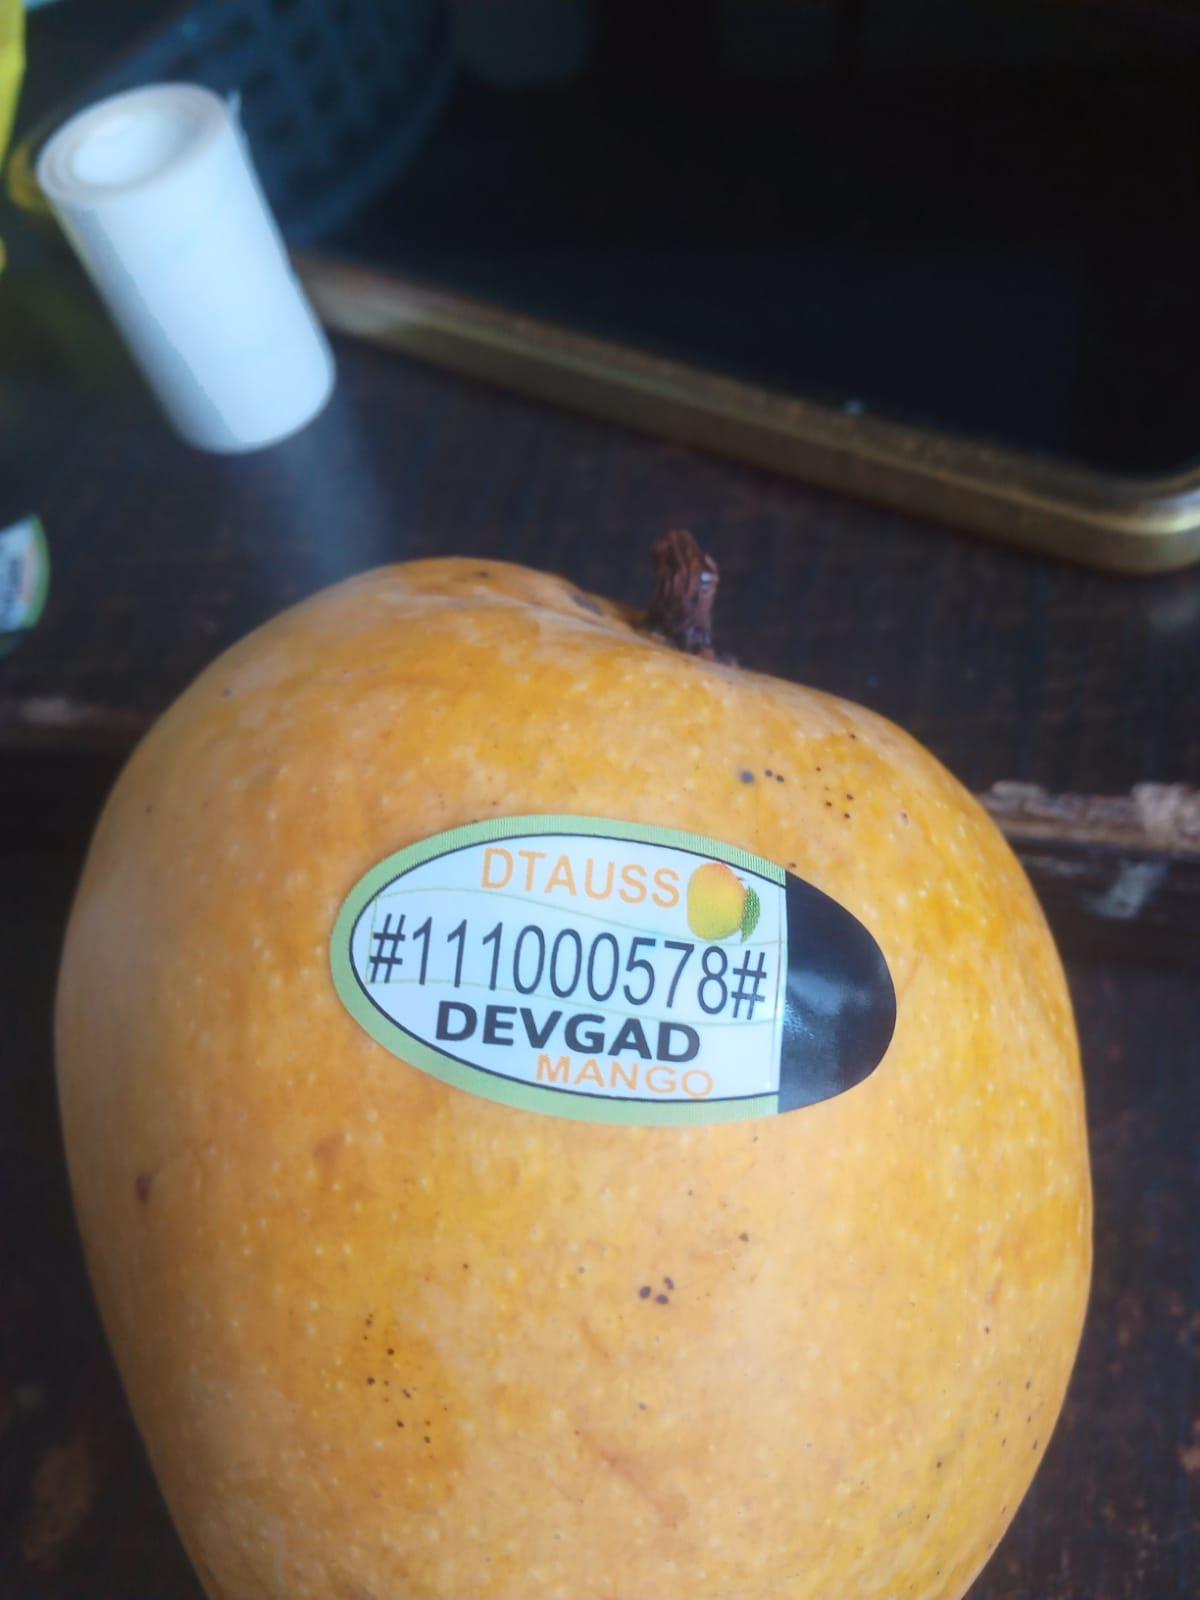 DTAUSS
#111000578#
DEVGAD
MANGO